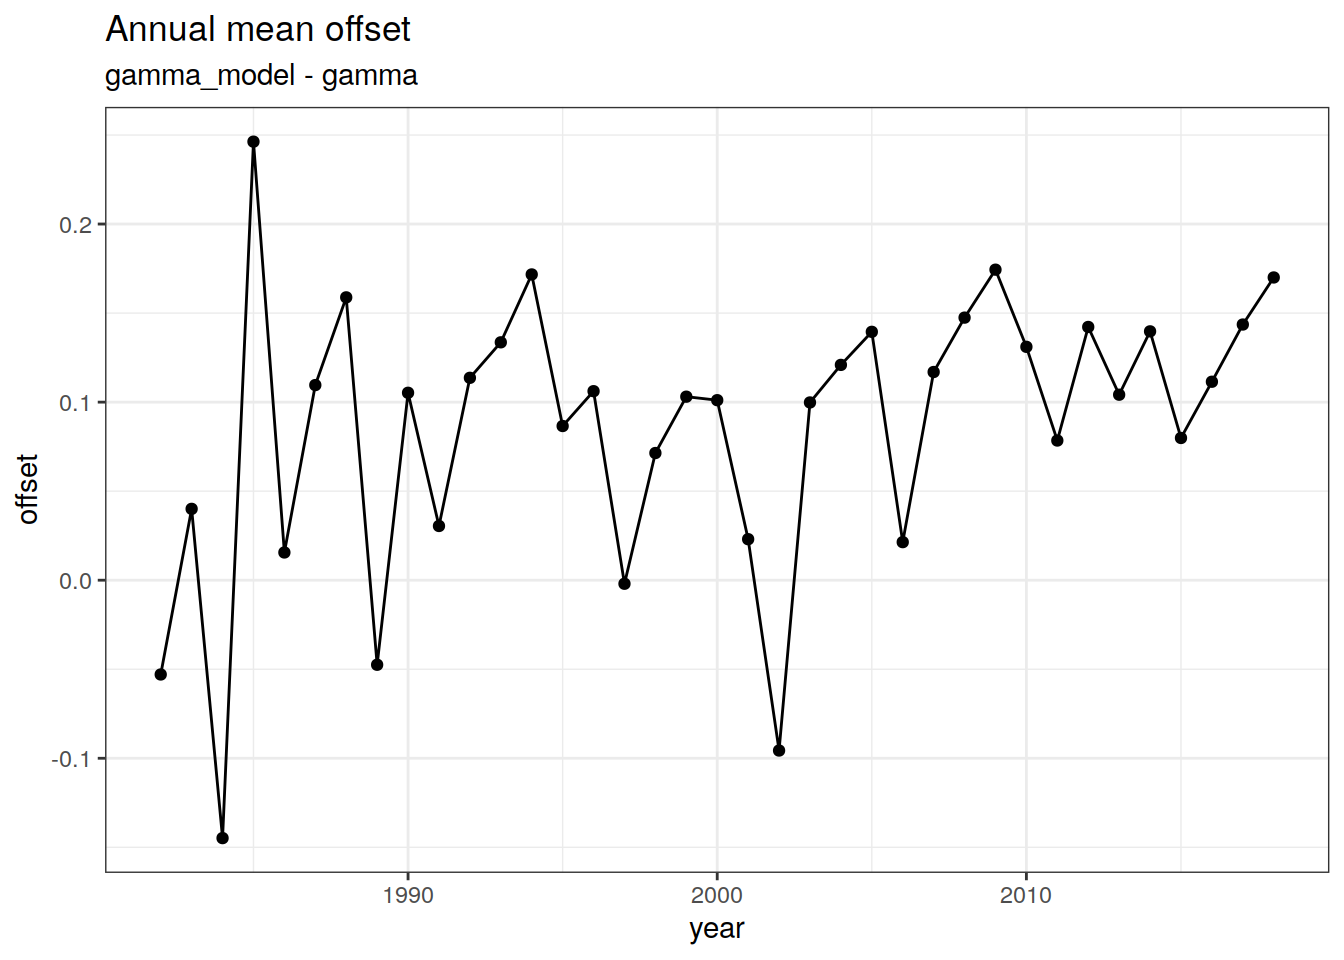 Annual mean offset
gamma_model - gamma
0.2
0.1
0.0
-0.1
offset
1990 2000 2010
year